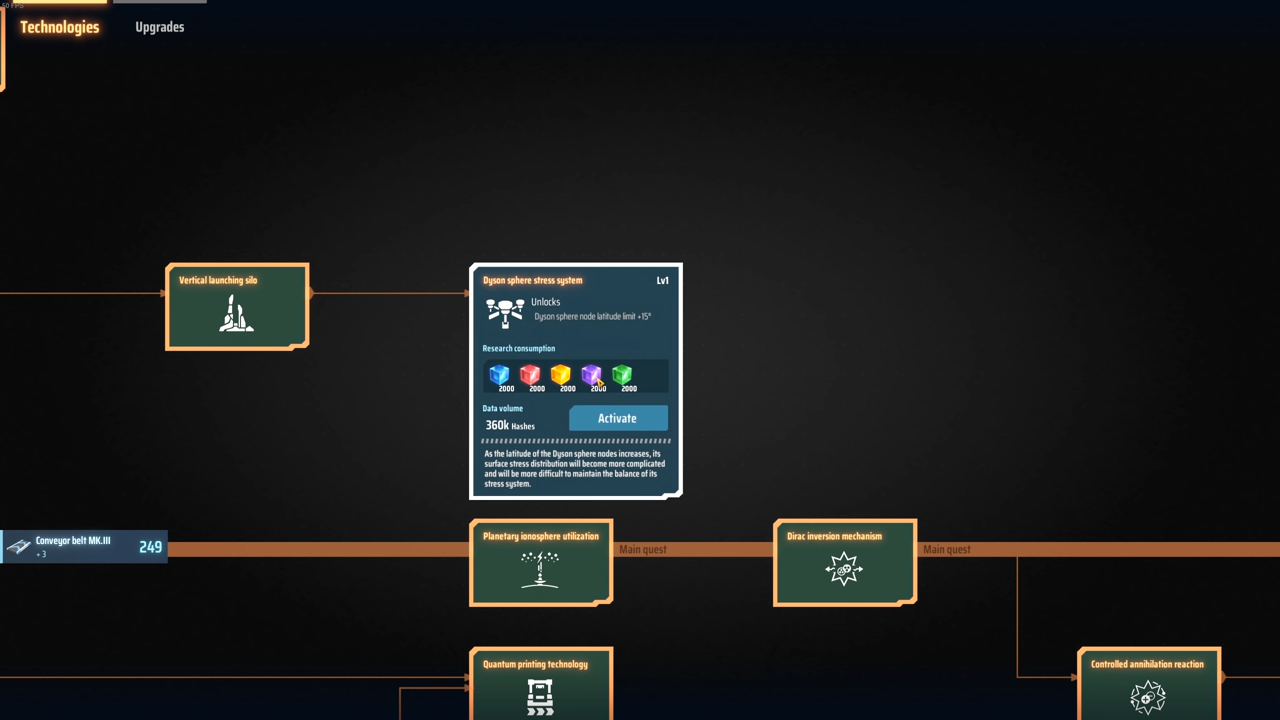 50 FPS
Technologies
Upgrades
Vertical launching silo
Dyson sphere stress system
Lv1
Unlocks
Dyson sphere node latitude limit +15°
Research consumption
2000 2000 2000 2000 2000
Data volume
360k Hashes
Activate
As the latitude of the Dyson sphere nodes increases, its
surface stress distribution will become more complicated
and will be more difficult to maintain the balance of its
stress system.
Conveyor belt MK.III
+ 3
249
Planetary ionosphere utilization
Main quest
Dirac inversion mechanism
Main quest
Quantum printing technology
Controlled annihilation reaction